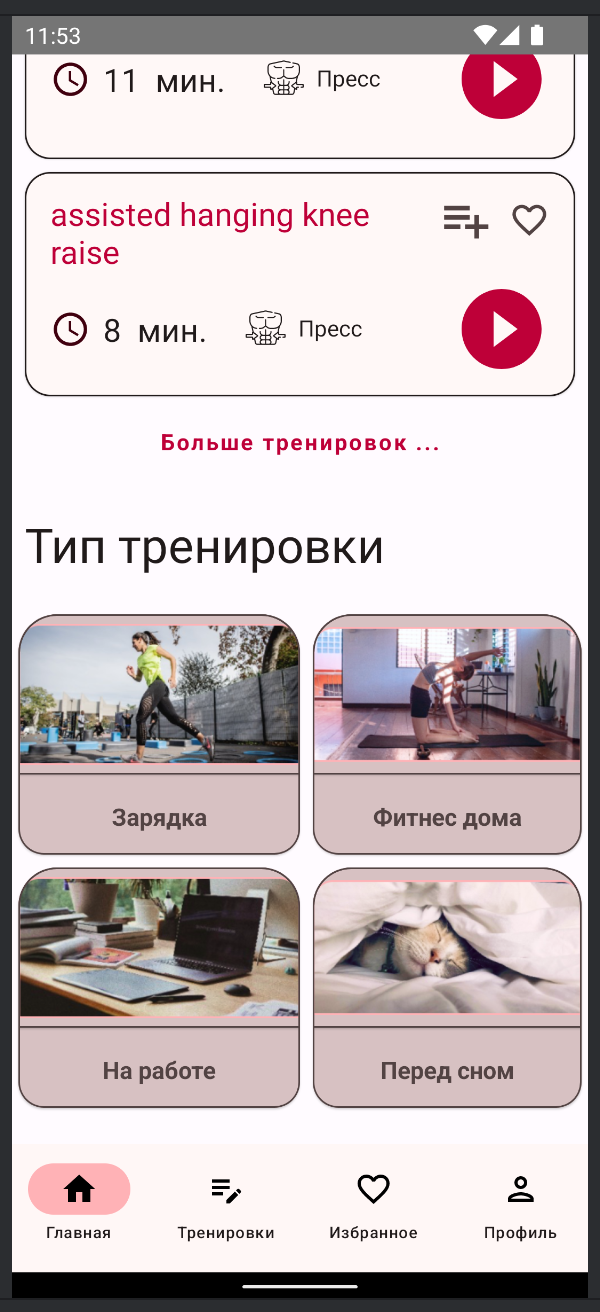 11:53
11 мин. Пресс
assisted hanging knee
raise
8 мин. Пресс
Больше тренировок ...
Тип тренировки
Зарядка Фитнес дома
На работе Перед сном
Главная Тренировки Избранное Профиль